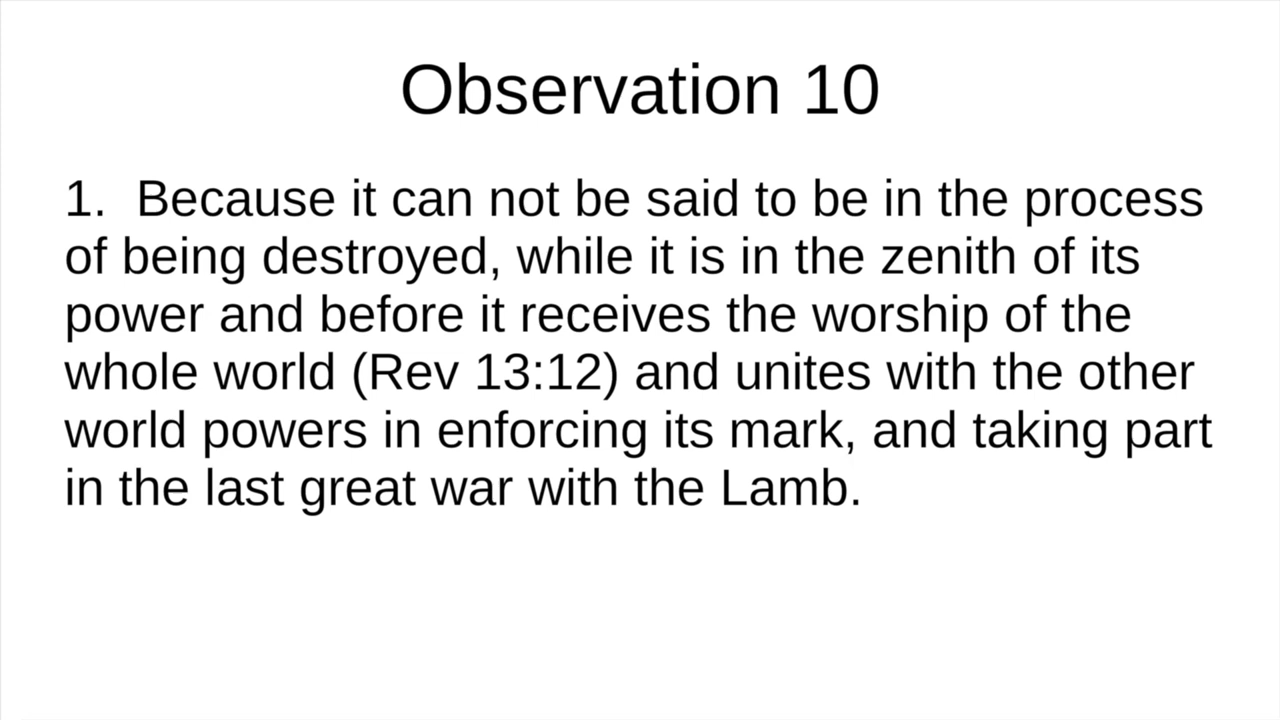 Observation 10
1. Because it can not be said to be in the process
of being destroyed, while it is in the zenith of its
power and before it receives the worship of the
whole world (Rev 13:12) and unites with the other
world powers in enforcing its mark, and taking part
in the last great war with the Lamb.